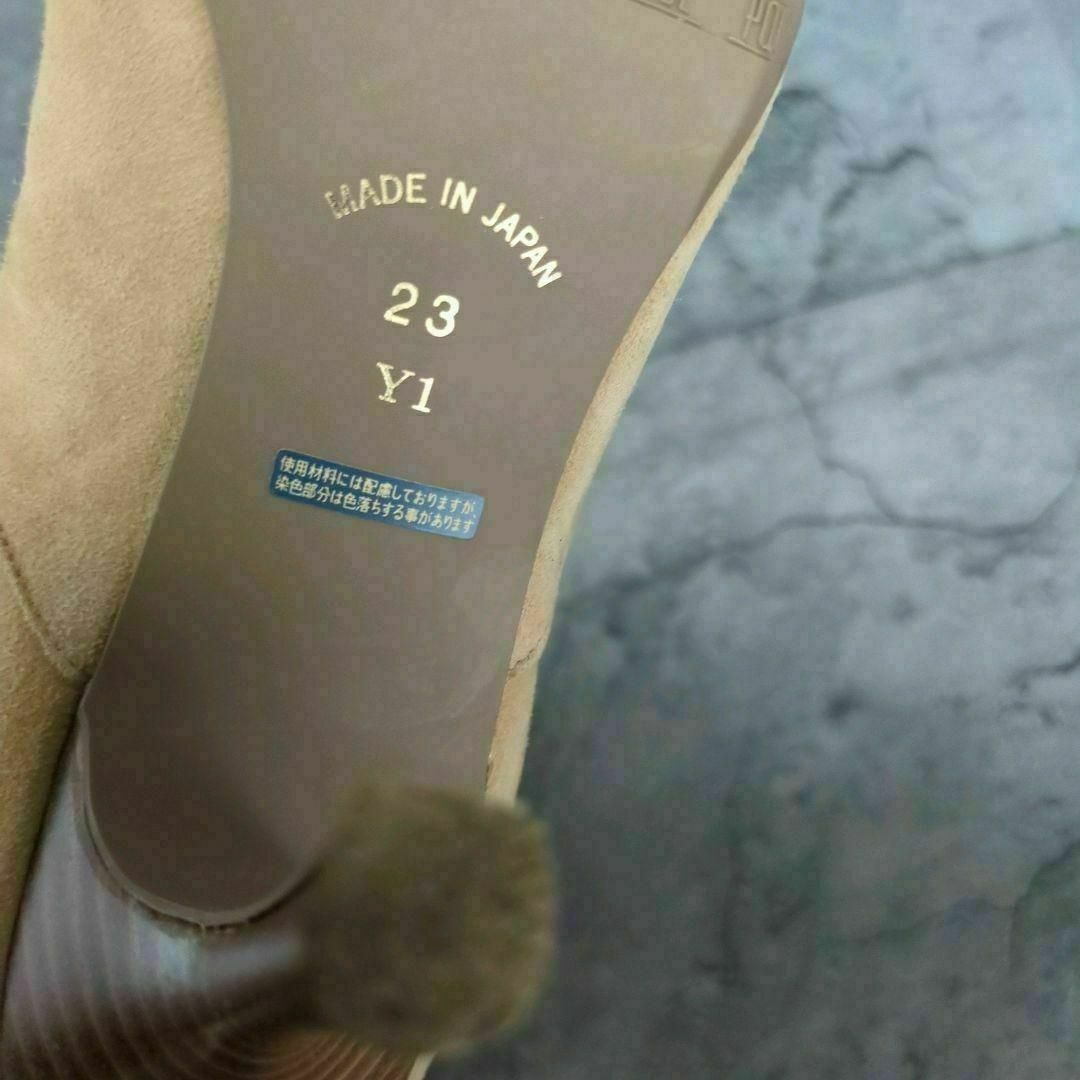 MADE IN JAPAN
23
Y1
使用材料には配慮しておりますが、
染色部分は色落ちする事があります